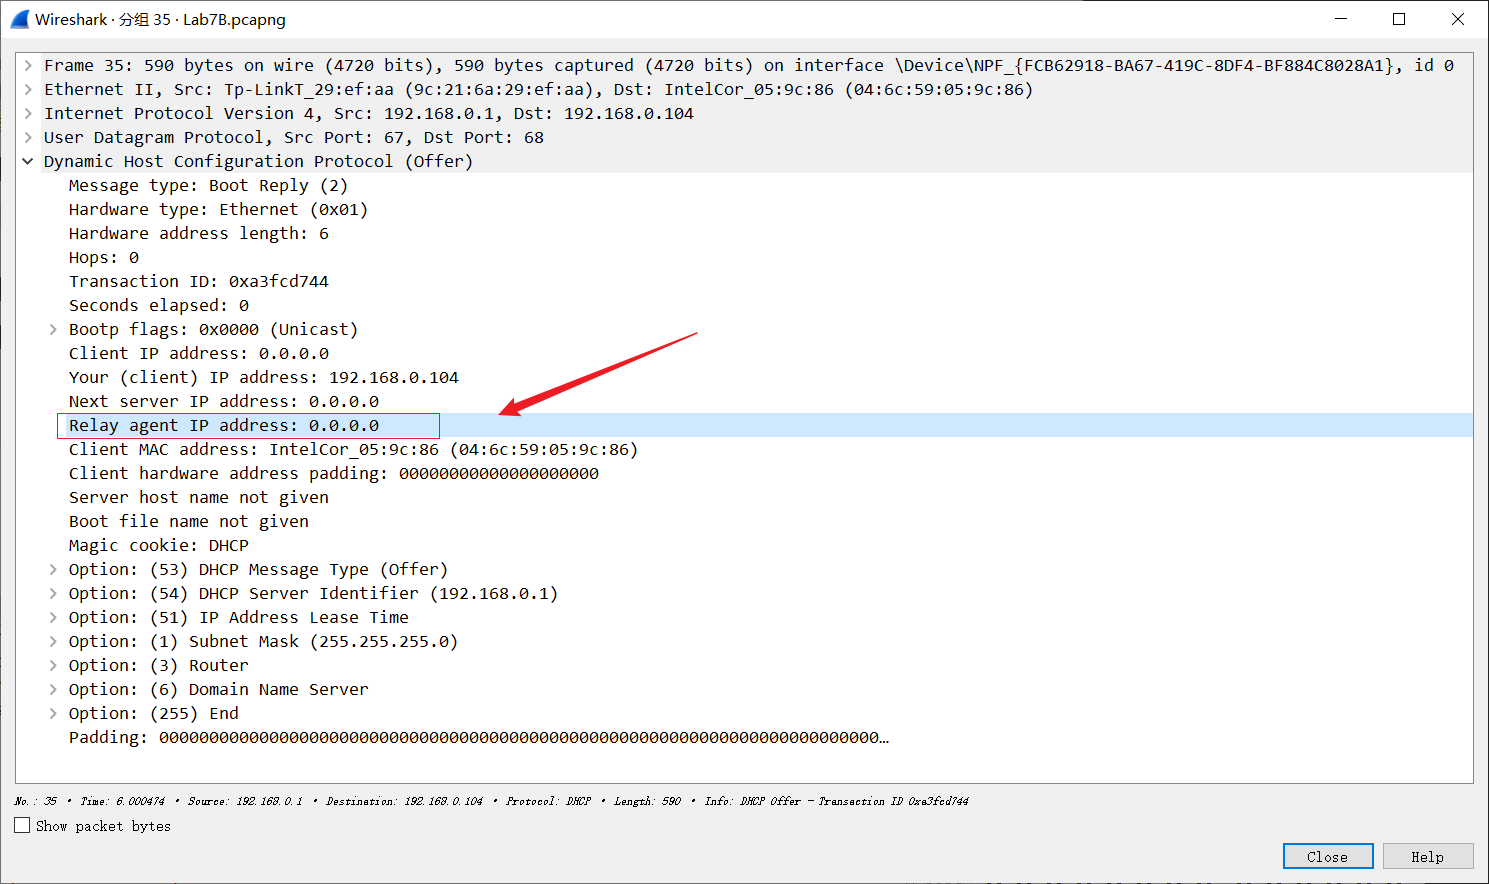 Wireshark · 分组 35 · Lab7B.pcapng
Frame 35: 590 bytes on wire (4720 bits), 590 bytes captured (4720 bits) on interface \Device\NPF_{FCB62918-BA67-419C-8DF4-BF884C8028A1}, id 0
Ethernet II, Src: Tp-LinkT_29:ef:aa (9c:21:6a:29:ef:aa), Dst: IntelCor_05:9c:86 (04:6c:59:05:9c:86)
Internet Protocol Version 4, Src: 192.168.0.1, Dst: 192.168.0.104
User Datagram Protocol, Src Port: 67, Dst Port: 68
Dynamic Host Configuration Protocol (Offer)
Message type: Boot Reply (2)
Hardware type: Ethernet (0x01)
Hardware address length: 6
Hops: 0
Transaction ID: 0xa3fcd744
Seconds elapsed: 0
Bootp flags: 0x0000 (Unicast)
Client IP address: 0.0.0.0
Your (client) IP address: 192.168.0.104
Next server IP address: 0.0.0.0
Relay agent IP address: 0.0.0.0
Client MAC address: IntelCor_05:9c:86 (04:6c:59:05:9c:86)
Client hardware address padding: 00000000000000000000
Server host name not given
Boot file name not given
Magic cookie: DHCP
Option: (53) DHCP Message Type (Offer)
Option: (54) DHCP Server Identifier (192.168.0.1)
Option: (51) IP Address Lease Time
Option: (1) Subnet Mask (255.255.255.0)
Option: (3) Router
Option: (6) Domain Name Server
Option: (255) End
Padding: 000000000000000000000000000000000000000000000000000000000000000000000000…
No.: 35 · Time: 6.000474 · Source: 192.168.0.1 · Destination: 192.168.0.104 · Protocol: DHCP · Length: 590 · Info: DHCP Offer - Transaction ID 0xa3fcd744
Show packet bytes
Close
Help